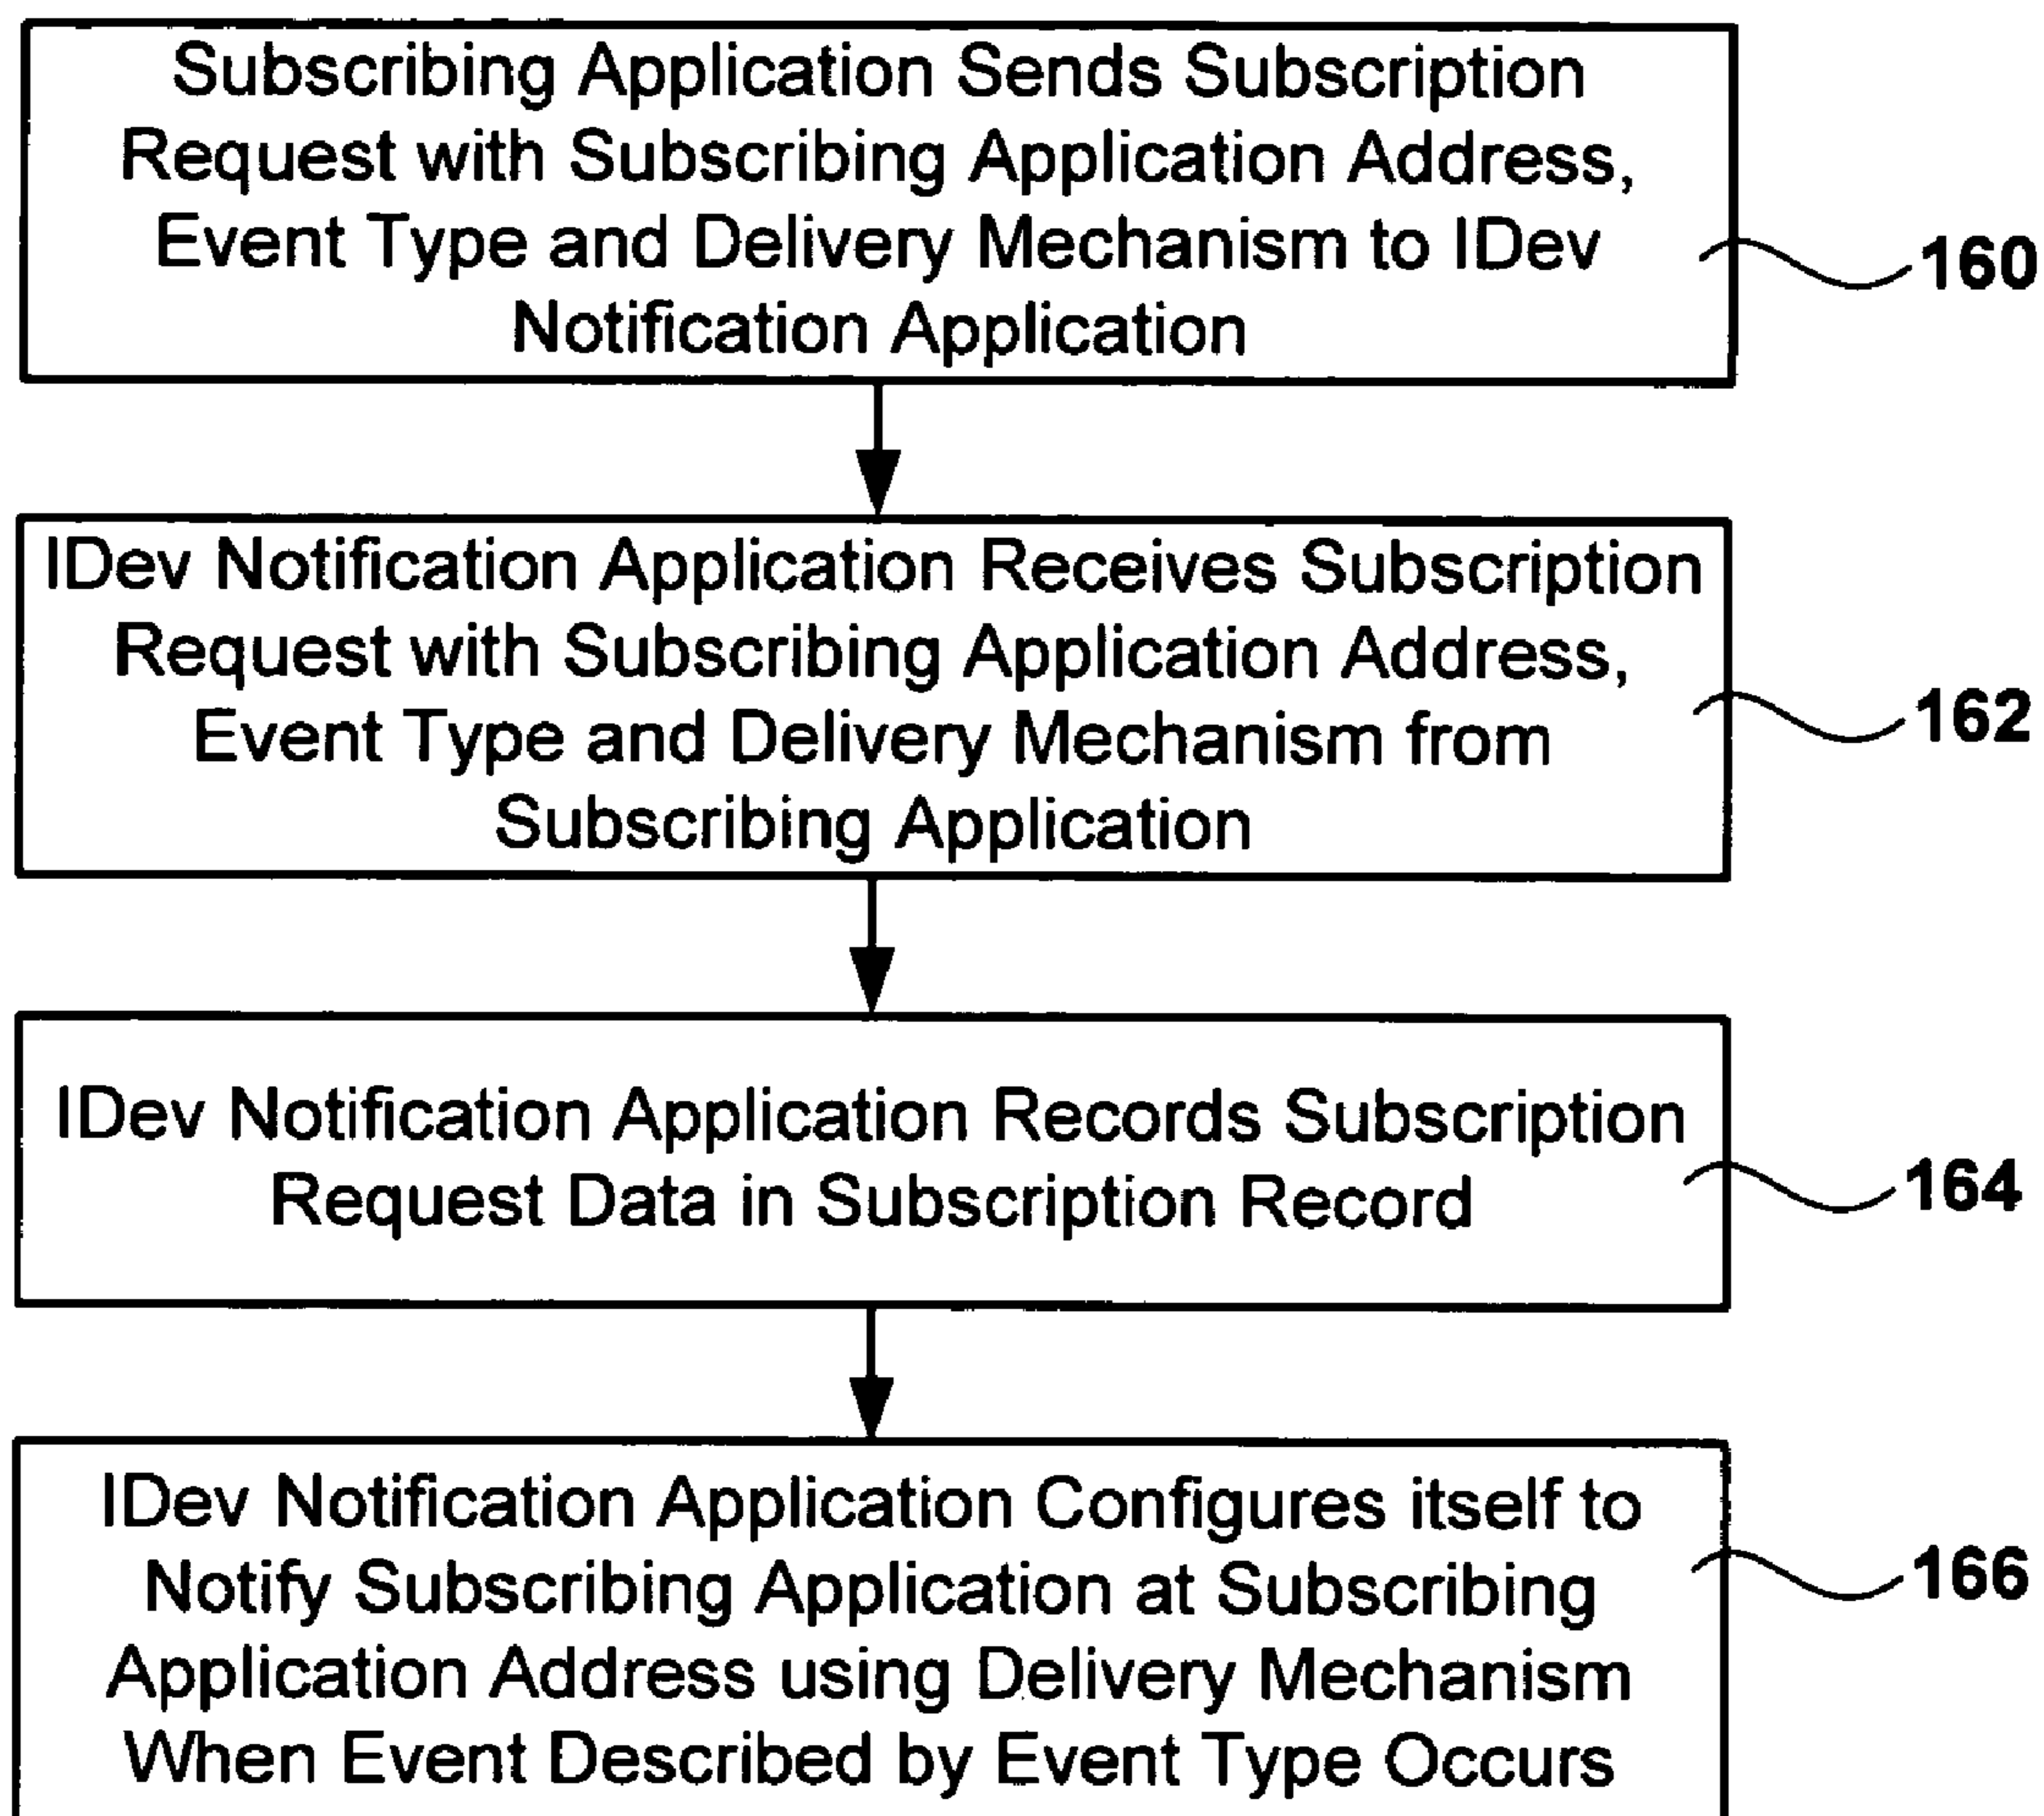 Subscribing Application Sends Subscription
Request with Subscribing Application Address,
Event Type and Delivery Mechanism to IDev
Notification Application
160
IDev Notification Application Receives Subscription
Request with Subscribing Application Address,
Event Type and Delivery Mechanism from
Subscribing Application
162
IDev Notification Application Records Subscription
Request Data in Subscription Record
164
IDev Notification Application Configures itself to
Notify Subscribing Application at Subscribing
Application Address using Delivery Mechanism
When Event Described by Event Type Occurs
166